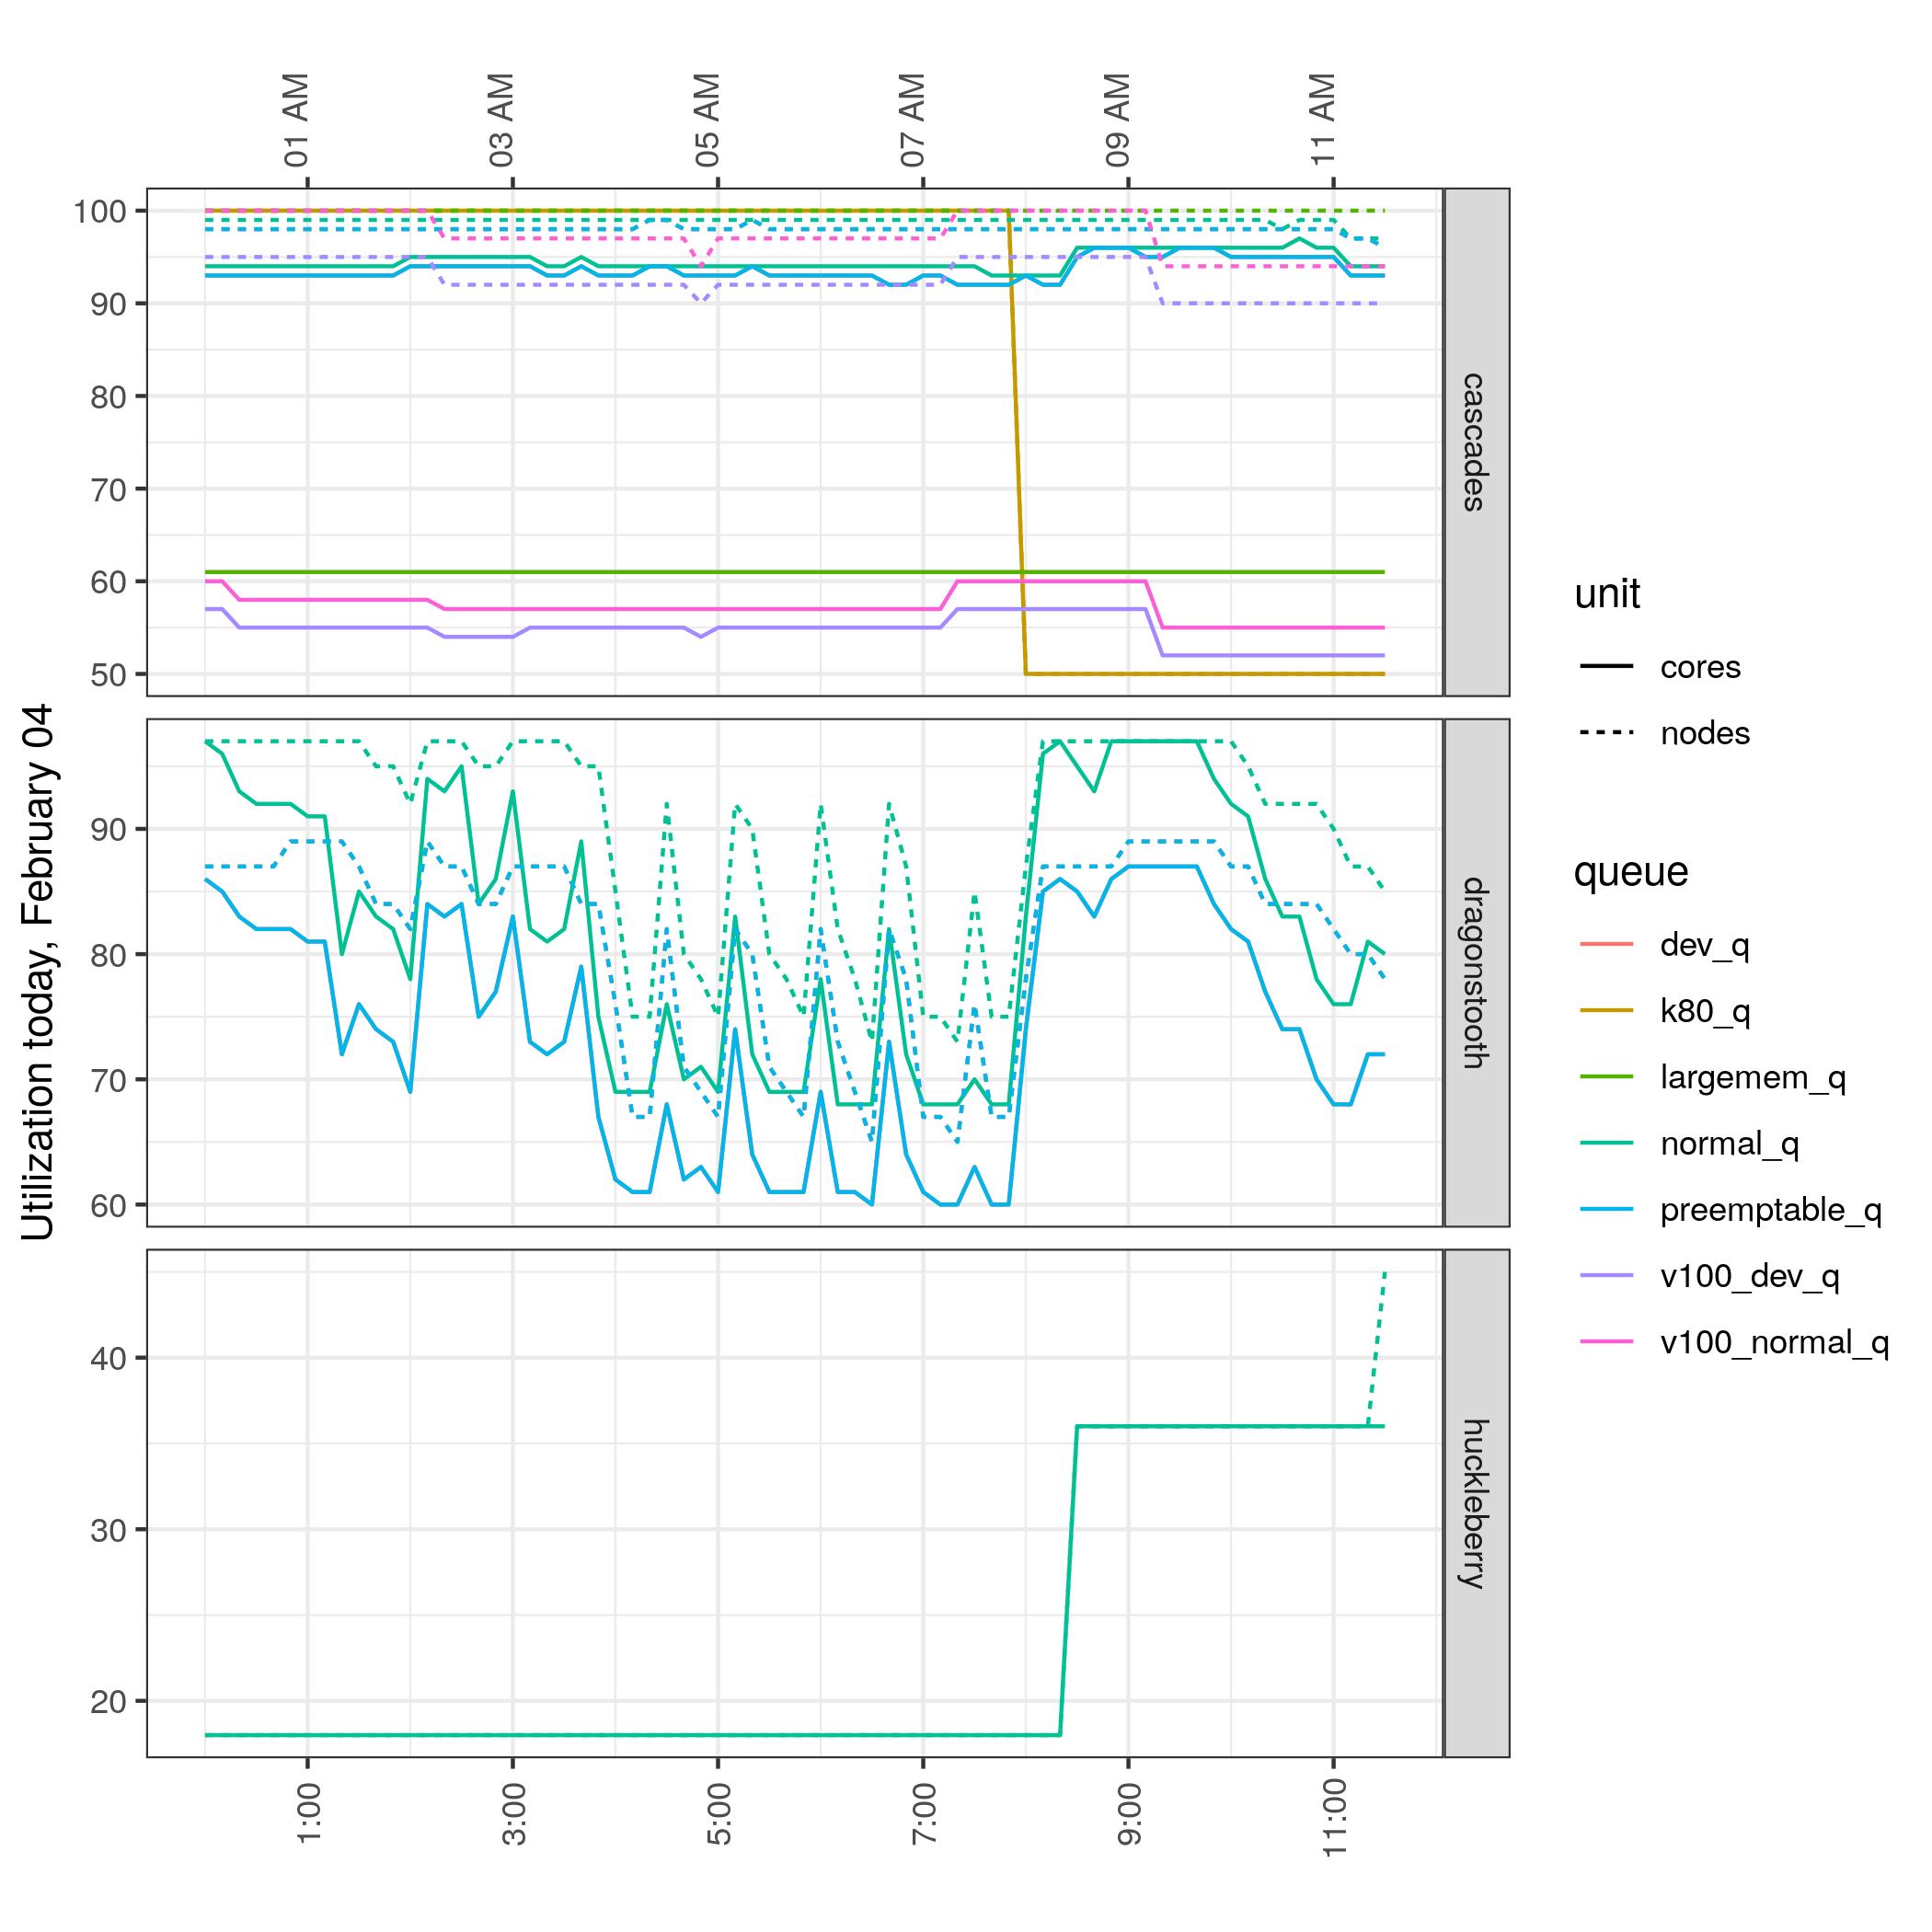 01 AM
03 AM
05 AM
07 AM
09 AM
11 AM
100
90
80
70
60
50
cascades
90
80
70
60
dragonstooth
40
30
20
huckleberry
1:00
3:00
5:00
7:00
9:00
11:00
Utilization today, February 04
unit
cores
nodes
queue
dev_q
k80_q
largemem_q
normal_q
preemptable_q
v100_dev_q
v100_normal_q